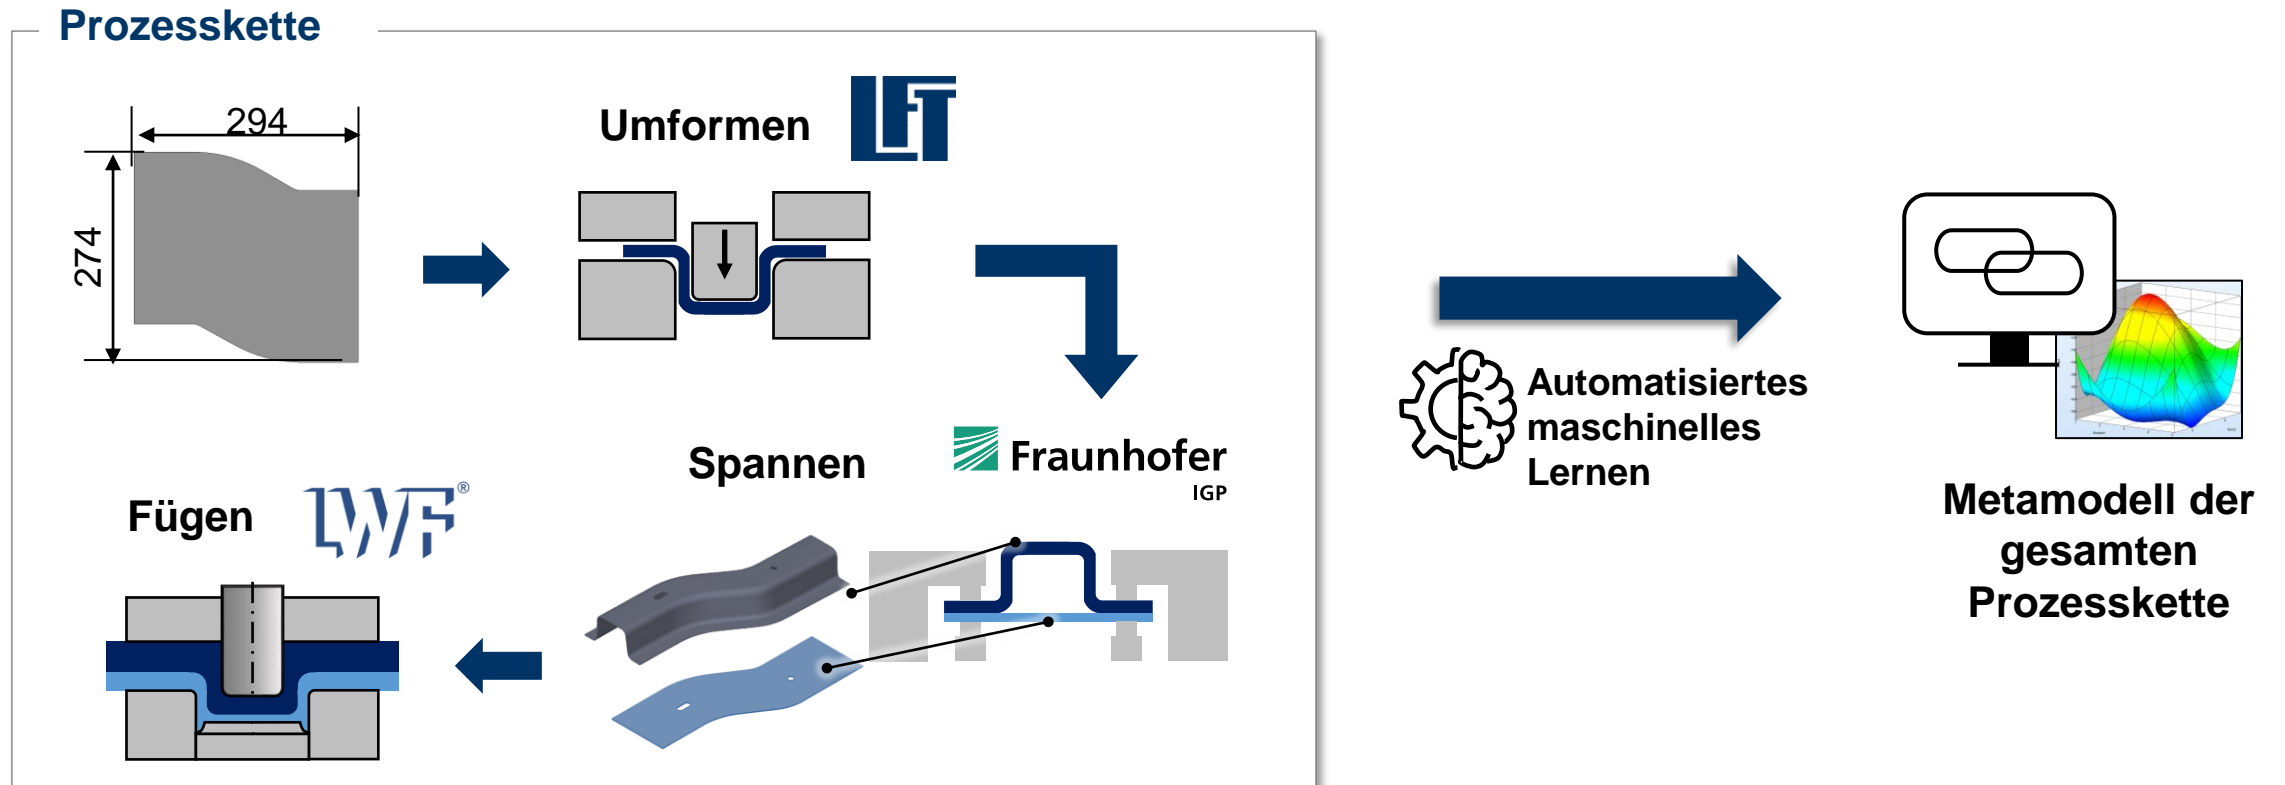 Prozesskette
294
274
Umformen
LFT
Spannen
Fraunhofer
IGP
Fügen
LWF®
Automatisiertes
maschinelles
Lernen
Metamodell der
gesamten
Prozesskette